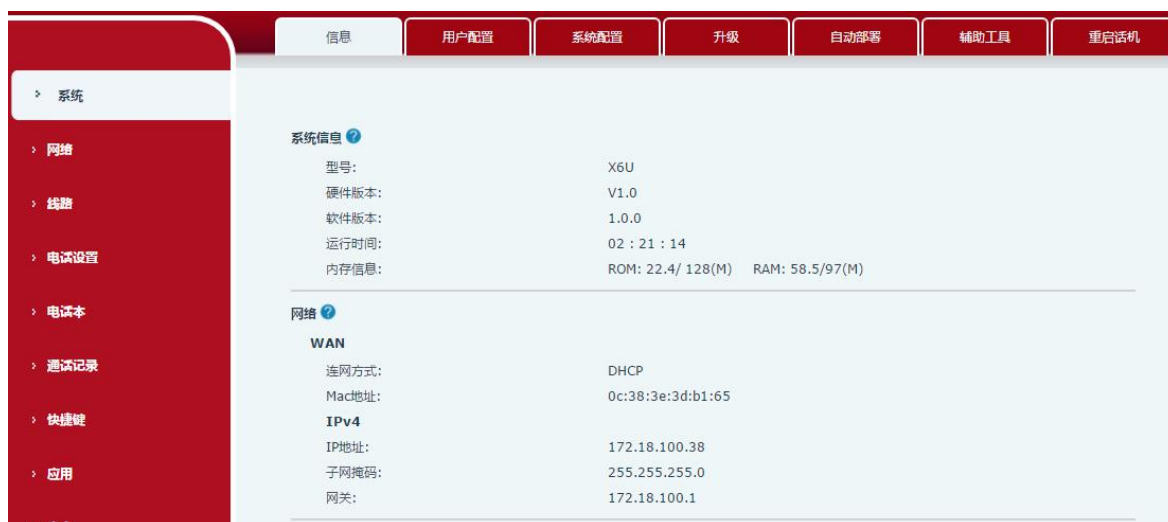 信息 用户配置 系统配置 升级 自动部署 辅助工具 重启话机
系统
网络
线路
电话设置
电话本
通话记录
快捷键
应用
系统信息
型号: X6U
硬件版本: V1.0
软件版本: 1.0.0
运行时间: 02 : 21 : 14
内存信息: ROM: 22.4/ 128(M) RAM: 58.5/97(M)
网络
WAN
连网方式: DHCP
Mac地址: 0c:38:3e:3d:b1:65
IPv4
IP地址: 172.18.100.38
子网掩码: 255.255.255.0
网关: 172.18.100.1